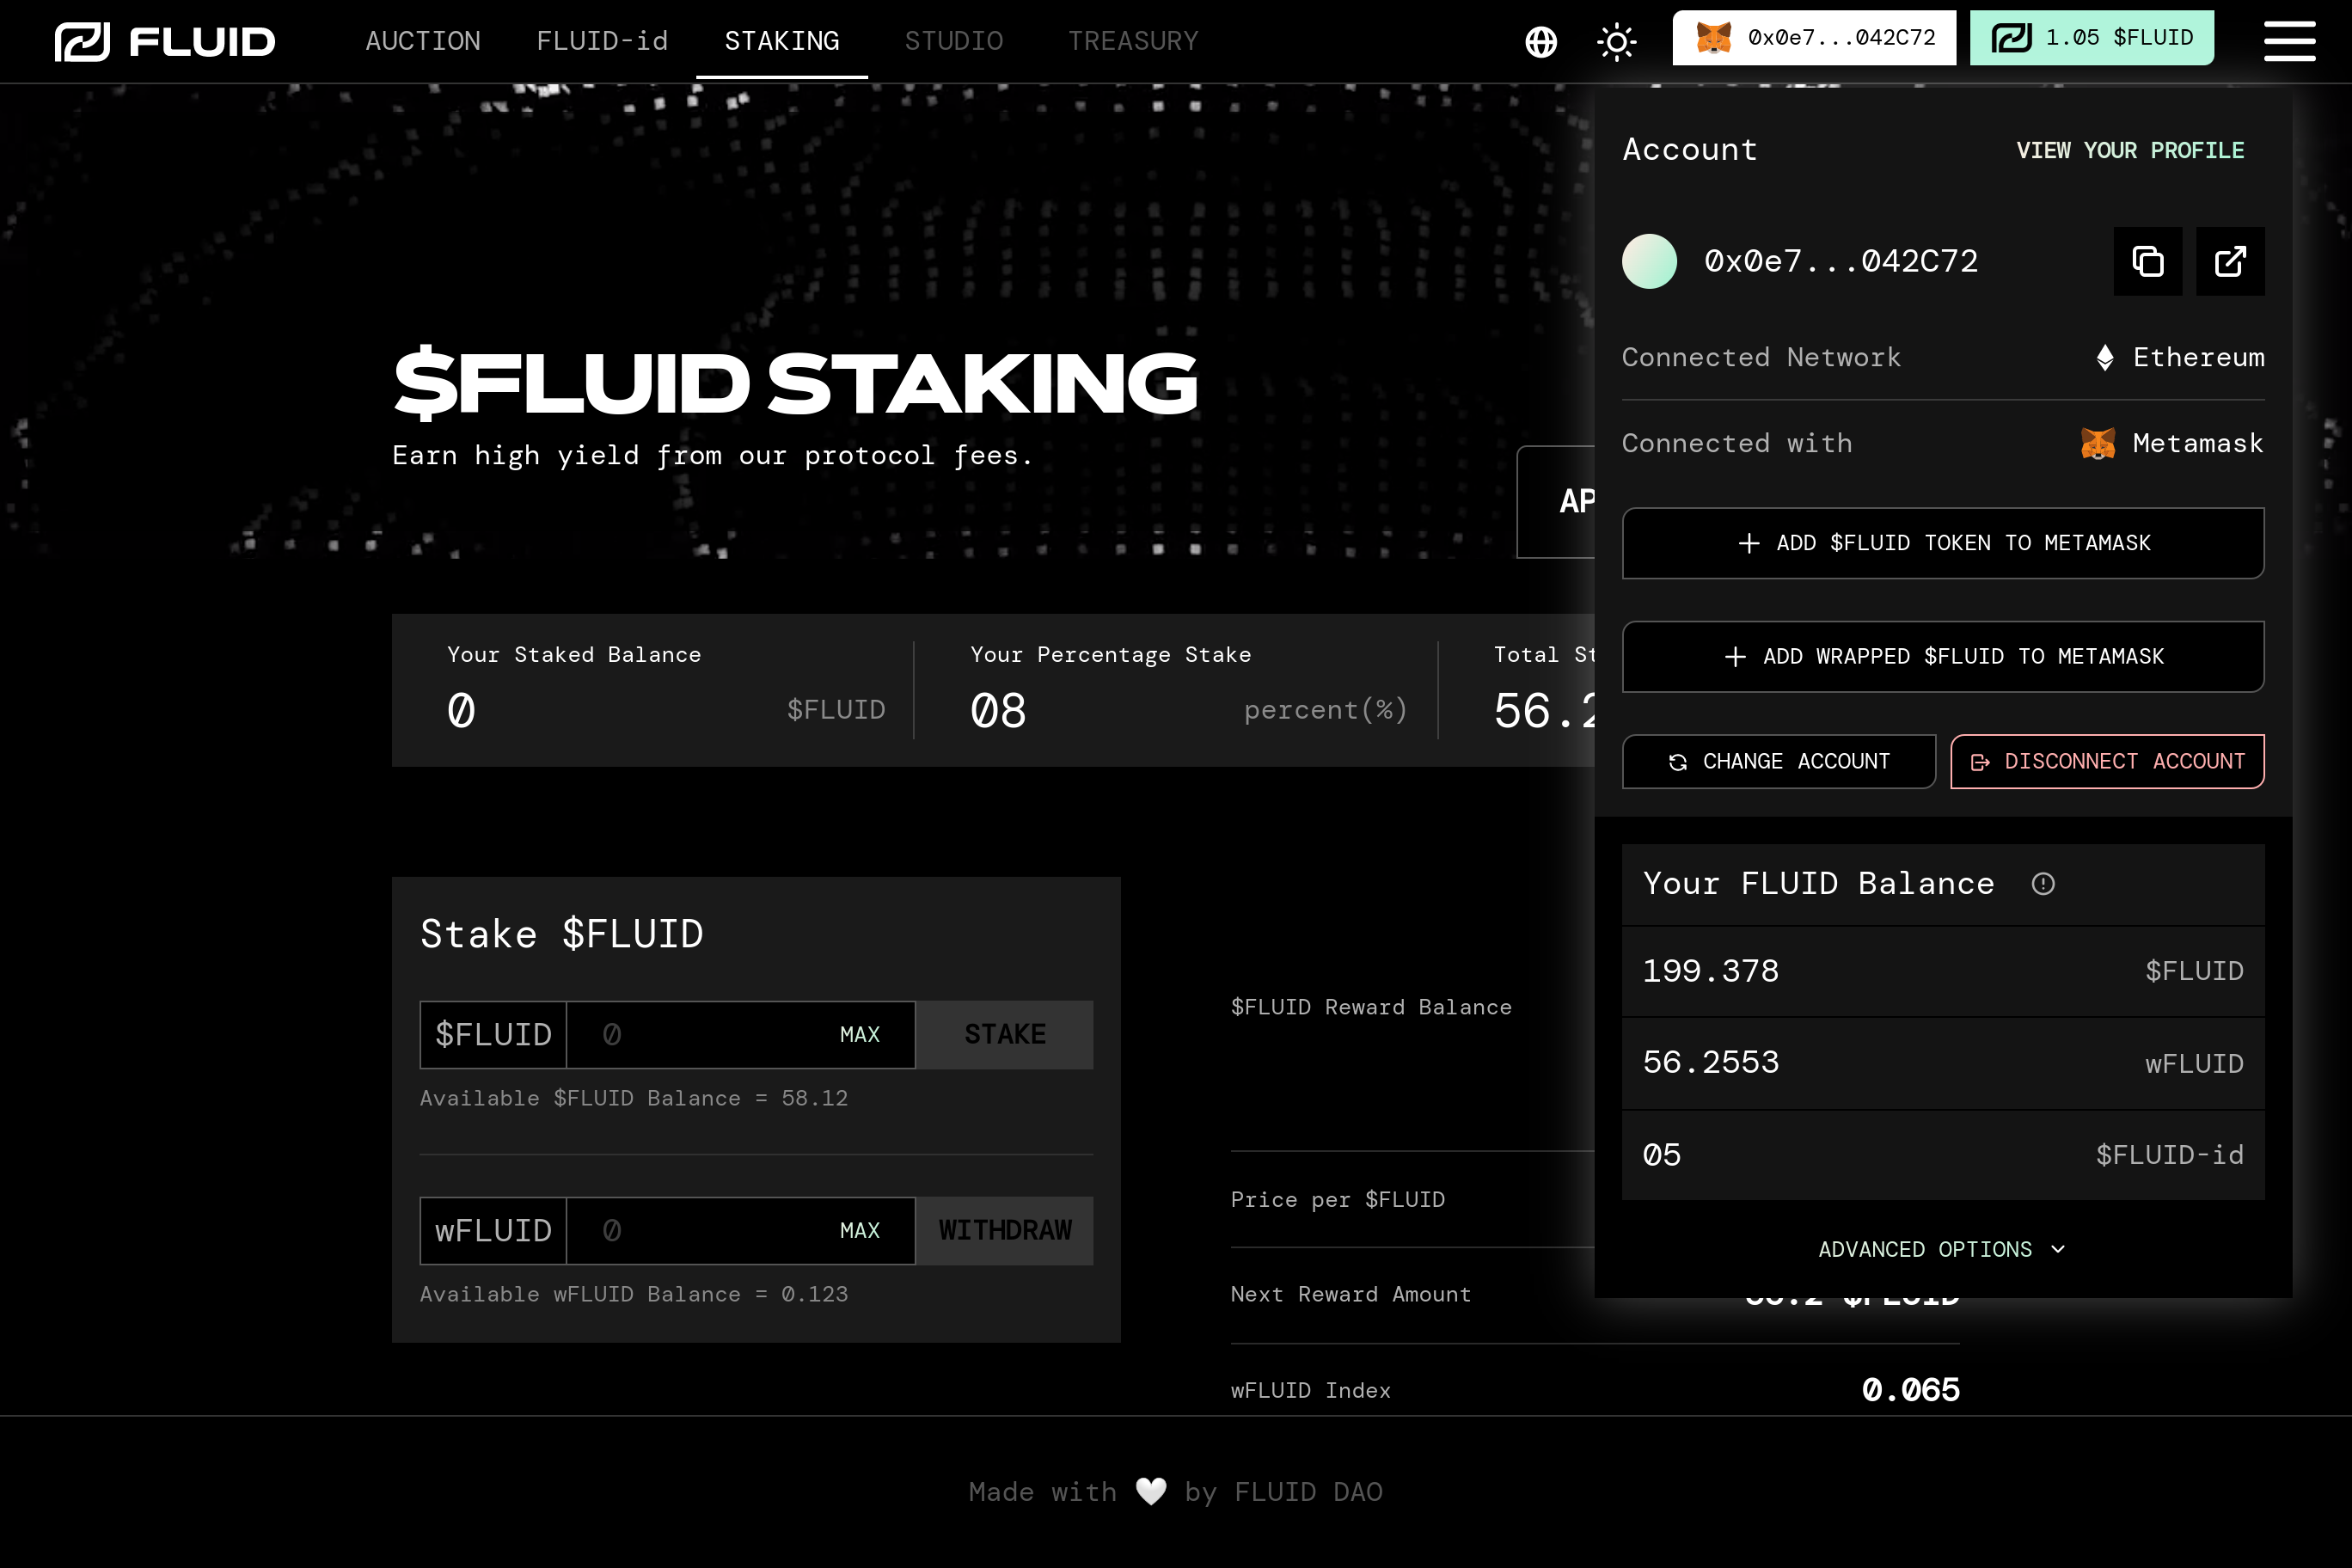 FLUID
AUCTION
FLUID-id
STAKING
STUDIO
TREASURY
0x0e7...042C72
1.05 $FLUID
$FLUID STAKING
Earn high yield from our protocol fees.
Your Staked Balance
0 $FLUID
Your Percentage Stake
08 percent(%)
Total
56.2
Stake $FLUID
$FLUID 0 MAX STAKE
Available $FLUID Balance = 58.12
wFLUID 0 MAX WITHDRAW
Available wFLUID Balance = 0.123
$FLUID Reward Balance
Price per $FLUID
Next Reward Amount
wFLUID Index 0.065
Account VIEW YOUR PROFILE
0x0e7...042C72
Connected Network Ethereum
Connected with Metamask
ADD $FLUID TOKEN TO METAMASK
ADD WRAPPED $FLUID TO METAMASK
CHANGE ACCOUNT
DISCONNECT ACCOUNT
Your FLUID Balance
199.378 $FLUID
56.2553 wFLUID
05 $FLUID-id
ADVANCED OPTIONS
Made with 🤍 by FLUID DAO